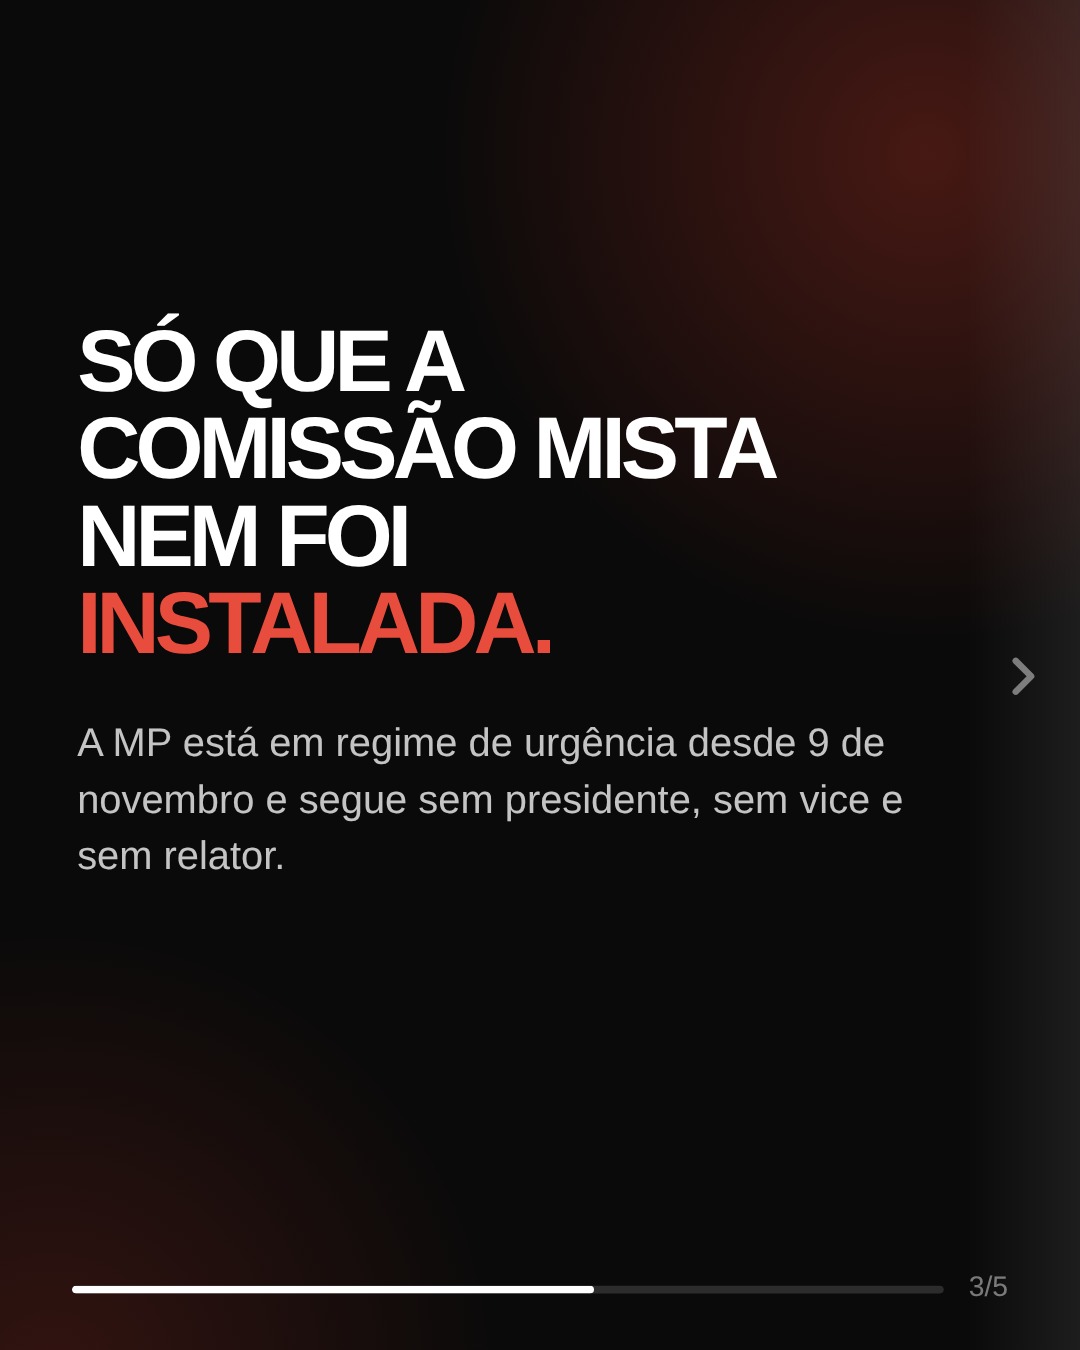 SÓ QUE A
COMISSÃO MISTA
NEM FOI
INSTALADA.
A MP está em regime de urgência desde 9 de
novembro e segue sem presidente, sem vice e
sem relator.
3/5